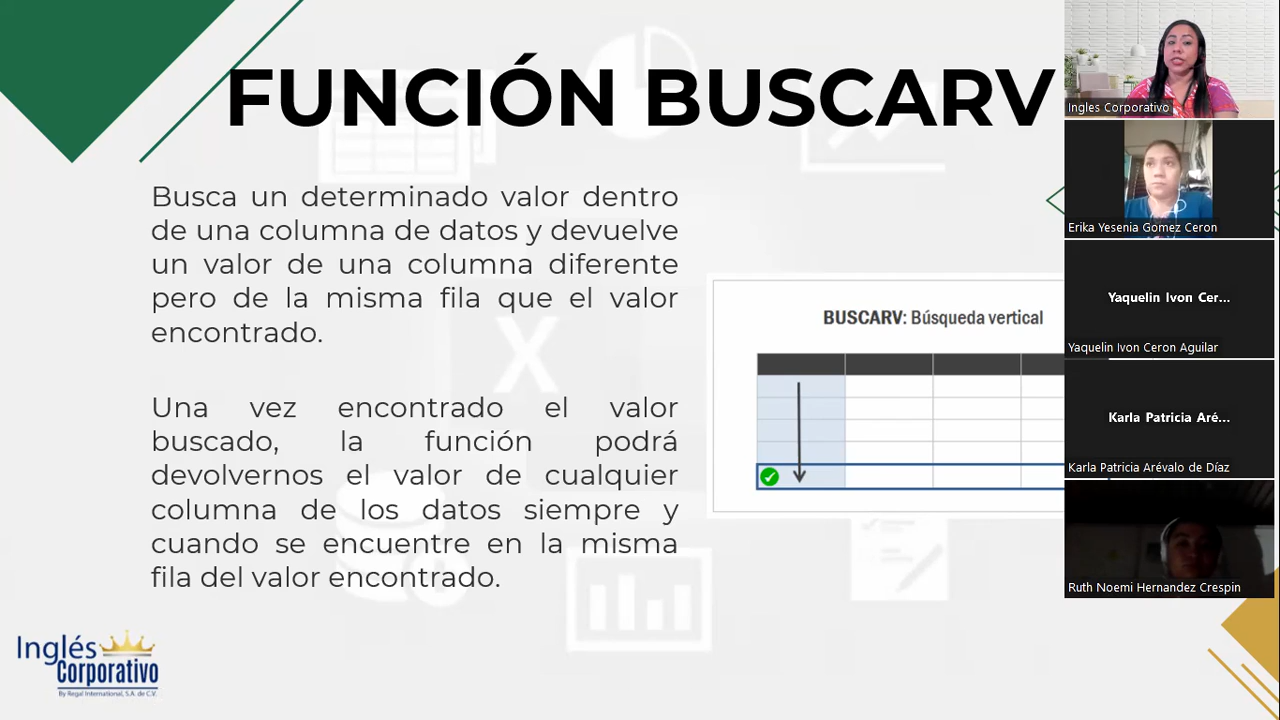 FUNCIÓN BUSCARV
Busca un determinado valor dentro
de una columna de datos y devuelve
un valor de una columna diferente
pero de la misma fila que el valor
encontrado.
Una vez encontrado el valor
buscado, la función podrá
devolvernos el valor de cualquier
columna de los datos siempre y
cuando se encuentre en la misma
fila del valor encontrado.
BUSCARV: Búsqueda vertical
X
Inglés
Corporativo
By Regal International, S.A. de C.V.
Ingles Corporativo
Erika Yesenia Gomez Ceron
Yaquelin Ivon Cer...
Yaquelin Ivon Ceron Aguilar
Karla Patricia Aré...
Karla Patricia Arévalo de Díaz
Ruth Noemi Hernandez Crespin